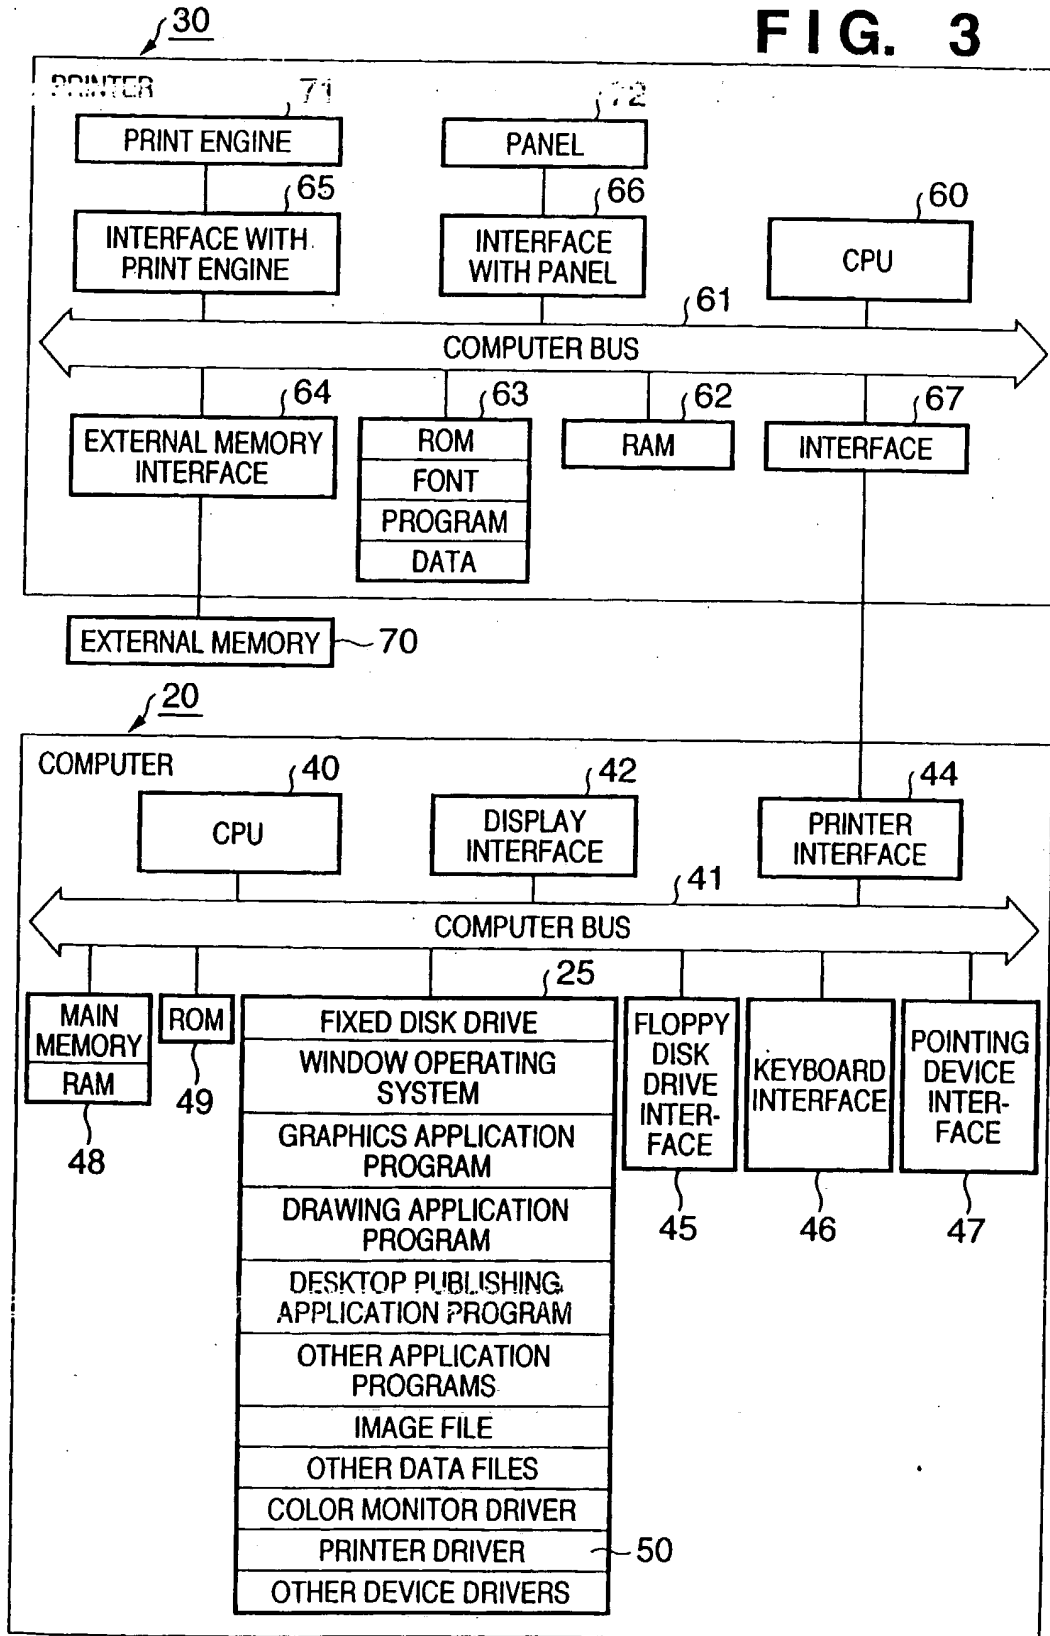 FIG. 3
30
PRINTER
71
PRINT ENGINE
72
PANEL
65
INTERFACE WITH
PRINT ENGINE
66
INTERFACE
WITH PANEL
60
CPU
61
COMPUTER BUS
64
EXTERNAL MEMORY
INTERFACE
63
ROM
FONT
PROGRAM
DATA
62
RAM
67
INTERFACE
EXTERNAL MEMORY
70
20
COMPUTER
40
CPU
42
DISPLAY
INTERFACE
44
PRINTER
INTERFACE
41
COMPUTER BUS
MAIN
MEMORY
RAM
48
ROM
49
25
FIXED DISK DRIVE
WINDOW OPERATING
SYSTEM
GRAPHICS APPLICATION
PROGRAM
DRAWING APPLICATION
PROGRAM
DESKTOP PUBLISHING
APPLICATION PROGRAM
OTHER APPLICATION
PROGRAMS
IMAGE FILE
OTHER DATA FILES
COLOR MONITOR DRIVER
PRINTER DRIVER
50
OTHER DEVICE DRIVERS
FLOPPY
DISK
DRIVE
INTER-
FACE
45
KEYBOARD
INTERFACE
46
POINTING
DEVICE
INTER-
FACE
47